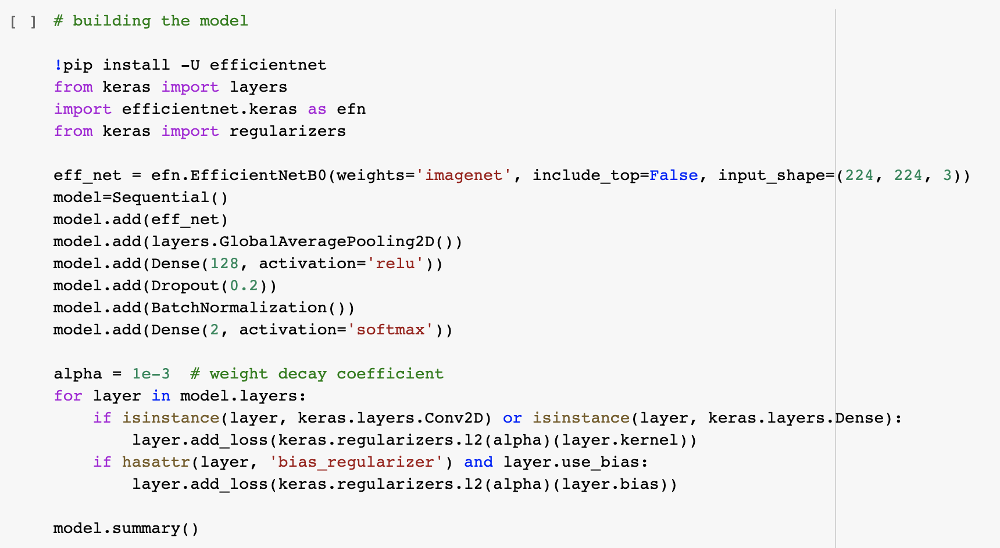 [ ] # building the model
!pip install -U efficientnet
from keras import layers
import efficientnet.keras as efn
from keras import regularizers
eff_net = efn.EfficientNetB0(weights='imagenet', include_top=False, input_shape=(224, 224, 3))
model=Sequential()
model.add(eff_net)
model.add(layers.GlobalAveragePooling2D())
model.add(Dense(128, activation='relu'))
model.add(Dropout(0.2))
model.add(BatchNormalization())
model.add(Dense(2, activation='softmax'))
alpha = 1e-3  # weight decay coefficient
for layer in model.layers:
    if isinstance(layer, keras.layers.Conv2D) or isinstance(layer, keras.layers.Dense):
        layer.add_loss(keras.regularizers.l2(alpha)(layer.kernel))
    if hasattr(layer, 'bias_regularizer') and layer.use_bias:
        layer.add_loss(keras.regularizers.l2(alpha)(layer.bias))
model.summary()